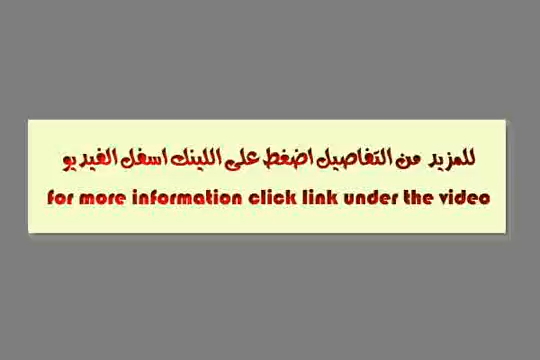 للمزيد من التفاصيل اضغط على اللينك اسفل الفيديو
for more information click link under the video